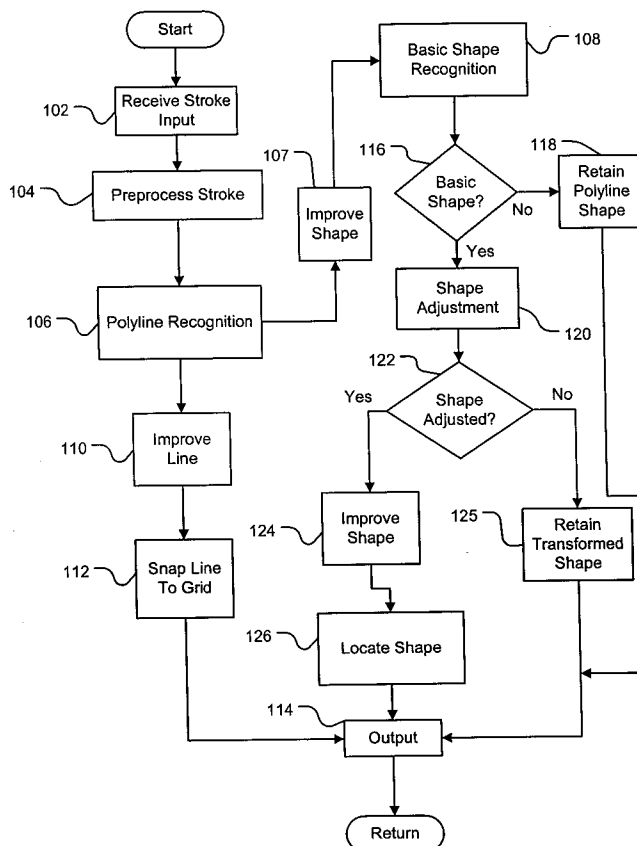 Start
102
Receive Stroke
Input
104
Preprocess Stroke
106
Polyline Recognition
110
Improve
Line
112
Snap Line
To Grid
107
Improve
Shape
108
Basic Shape
Recognition
116
Basic
Shape?
No
Yes
118
Retain
Polyline
Shape
Shape
Adjustment
120
122
Shape
Adjusted?
Yes
No
124
Improve
Shape
125
Retain
Transformed
Shape
126
Locate Shape
114
Output
Return